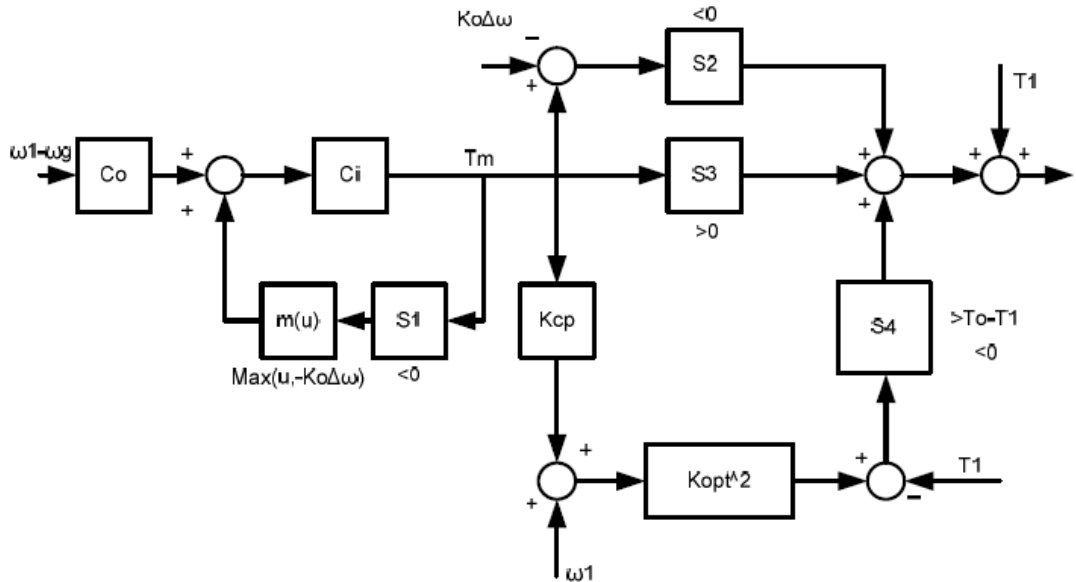 KoΔω
−
+
<0
S2
T1
ω1-ωg
Co
+
+
Cii
Tm
S3
>0
+
+
+
+
m(u)
Max(u,-KoΔω)
S1
<0
Kcp
S4
>To-T1
<0
+
+
ω1
Kopt^2
+
−
T1